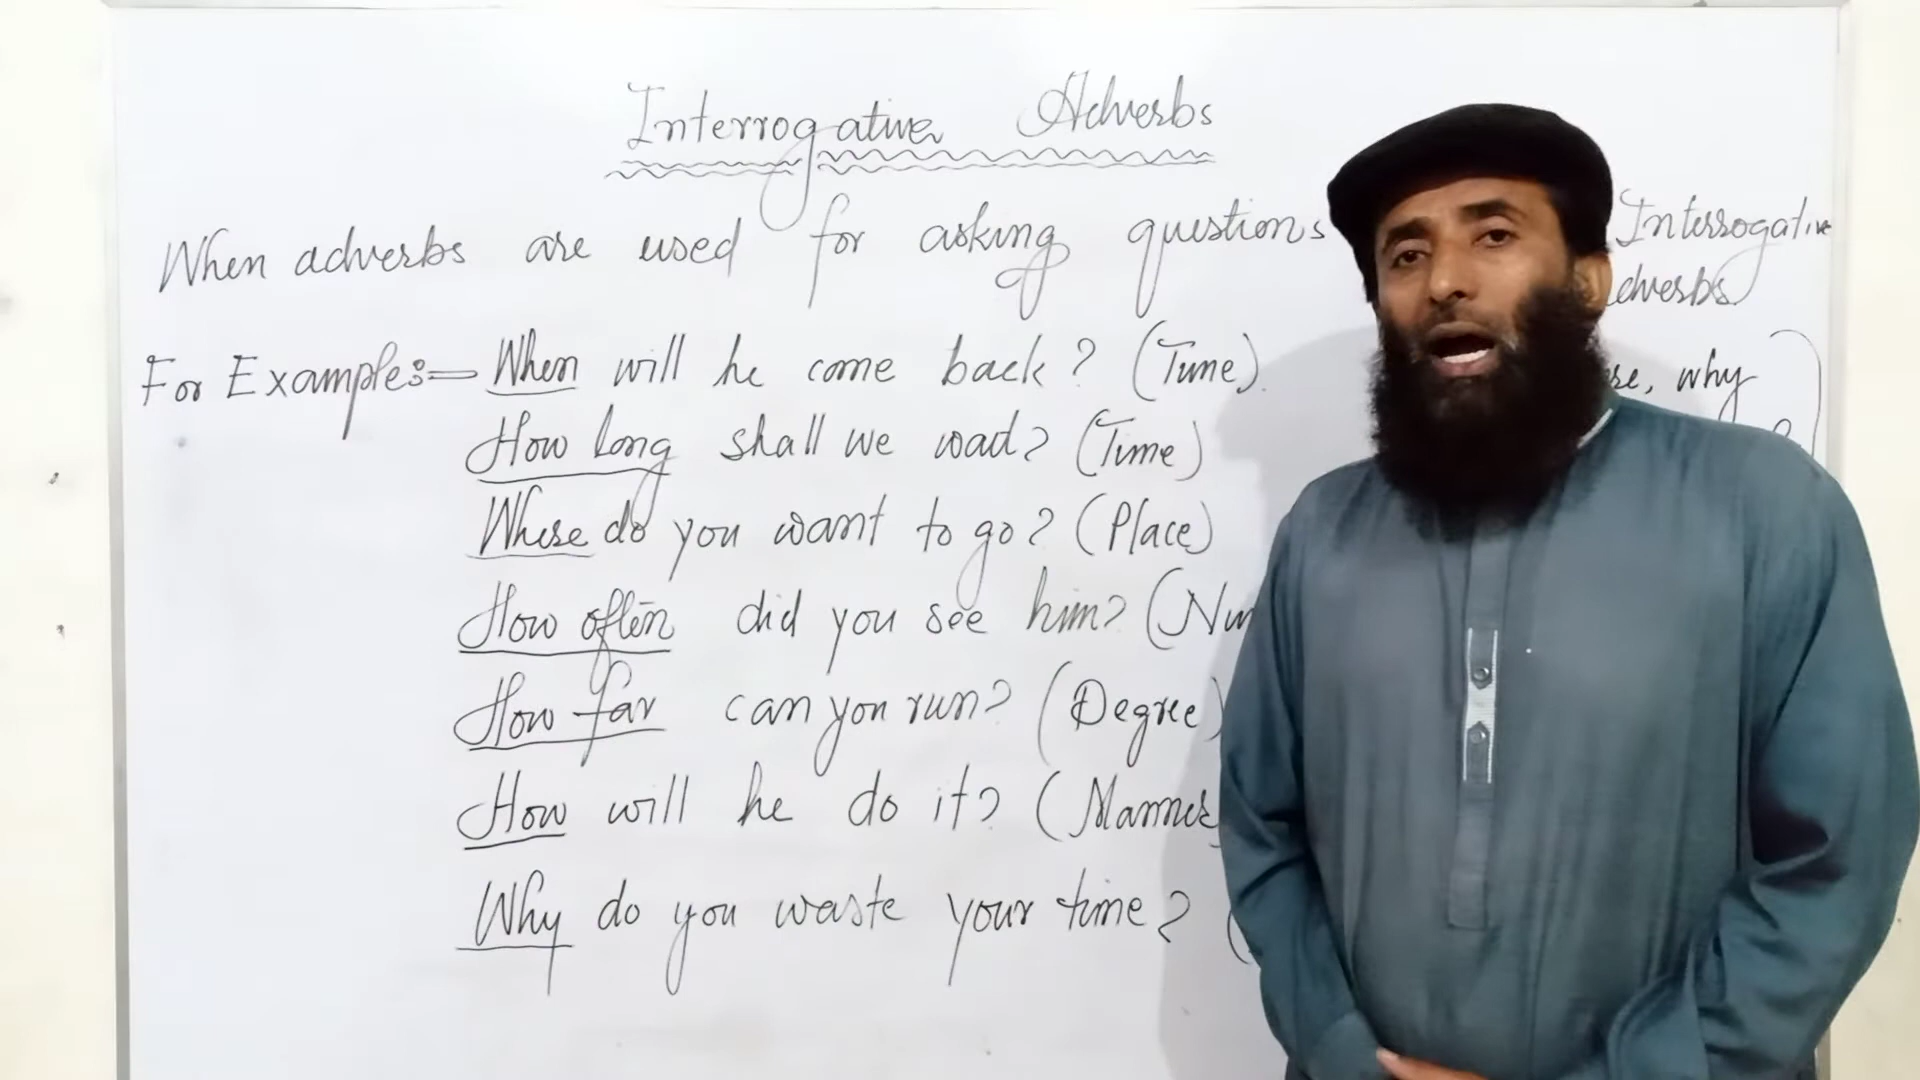 Interrogative Adverbs
When adverbs are used for asking questions Interrogative
For Examples:= When will he come back? (Time). why
How long shall we wait? (Time)
Where do you want to go? (Place)
How often did you see him?
How far can you run? (Degree)
How will he do it? (Manner
Why do you waste your time? (